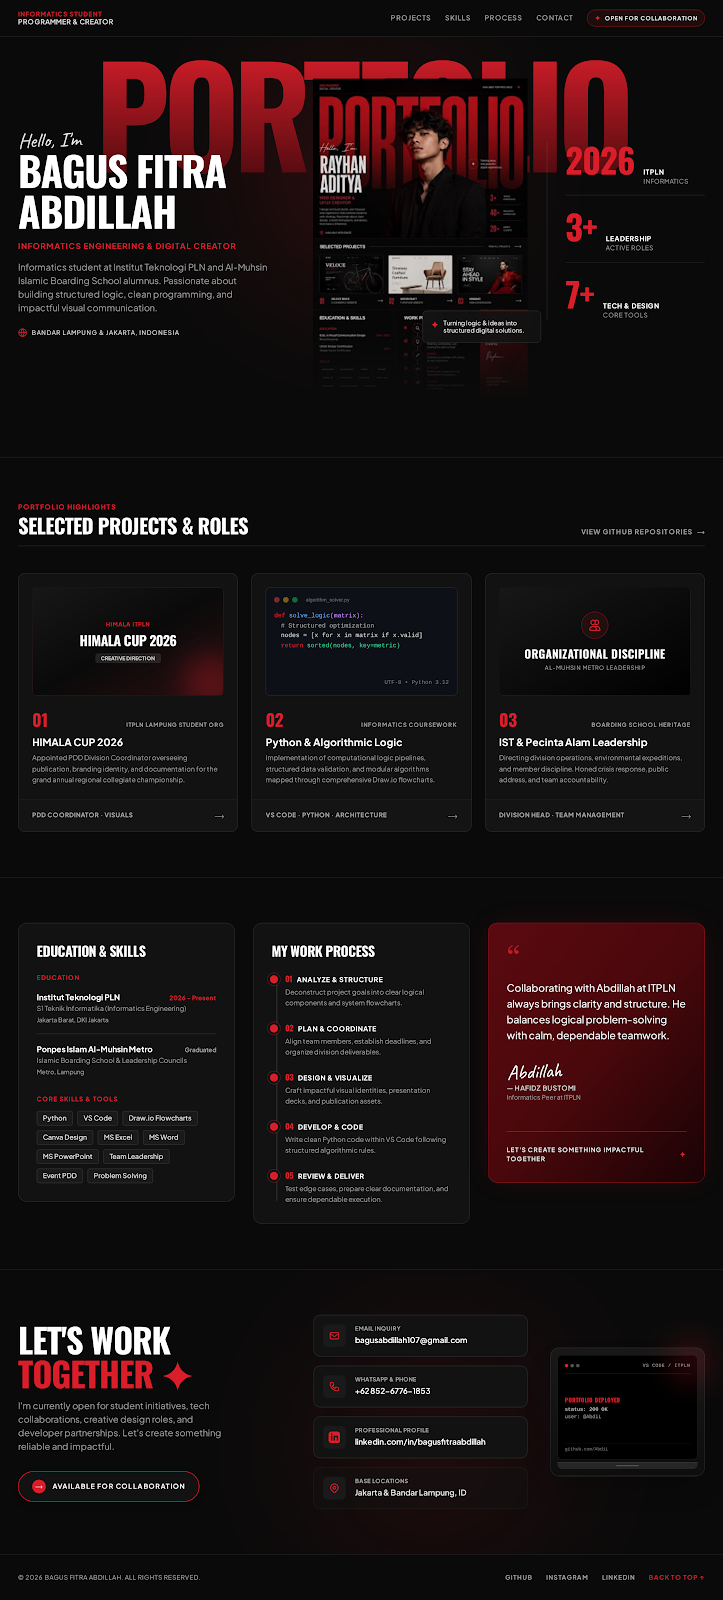 INFORMATICS STUDENT
PROGRAMMER & CREATOR
PROJECTS
SKILLS
PROCESS
CONTACT
OPEN FOR COLLABORATION
PORTFOLIO
Hello, I'm
BAGUS FITRA
ABDILLAH
INFORMATICS ENGINEERING & DIGITAL CREATOR
Informatics student at Institut Teknologi PLN and Al-Muhsin
Islamic Boarding School alumnus. Passionate about
building structured logic, clean programming, and
impactful visual communication.
BANDAR LAMPUNG & JAKARTA, INDONESIA
PORTFOLIO
Hello, I'm
RAYHAN
ADITYA
SELECTED PROJECTS
VELOCE
STAY
AHEAD
IN STYLE
EDUCATION & SKILLS
WORK P
Turning logic & ideas into
structured digital solutions.
2026
ITPLN
INFORMATICS
3+
LEADERSHIP
ACTIVE ROLES
7+
TECH & DESIGN
CORE TOOLS
PORTFOLIO HIGHLIGHTS
SELECTED PROJECTS & ROLES
VIEW GITHUB REPOSITORIES →
HIMALA ITPLN
HIMALA CUP 2026
CREATIVE DIRECTION
01
ITPLN LAMPUNG STUDENT ORG
HIMALA CUP 2026
Appointed PDD Division Coordinator overseeing
publication, branding identity, and documentation for the
grand annual regional collegiate championship.
PDD COORDINATOR · VISUALS →
algorithm_solver.py
def solve_logic(matrix):
# Structured optimization
nodes = [x for x in matrix if x.valid]
return sorted(nodes, key=metric)
UTF-8 • Python 3.12
02
INFORMATICS COURSEWORK
Python & Algorithmic Logic
Implementation of computational logic pipelines,
structured data validation, and modular algorithms
mapped through comprehensive Draw.io flowcharts.
VS CODE · PYTHON · ARCHITECTURE →
ORGANIZATIONAL DISCIPLINE
AL-MUHSIN METRO LEADERSHIP
03
BOARDING SCHOOL HERITAGE
IST & Pecinta Alam Leadership
Directing division operations, environmental expeditions,
and member discipline. Honed crisis response, public
address, and team accountability.
DIVISION HEAD · TEAM MANAGEMENT →
EDUCATION & SKILLS
EDUCATION
Institut Teknologi PLN
2026 - Present
S1 Teknik Informatika (Informatics Engineering)
Jakarta Barat, DKI Jakarta
Ponpes Islam Al-Muhsin Metro
Graduated
Islamic Boarding School & Leadership Councils
Metro, Lampung
CORE SKILLS & TOOLS
Python
VS Code
Draw.io Flowcharts
Canva Design
MS Excel
MS Word
MS PowerPoint
Team Leadership
Event PDD
Problem Solving
MY WORK PROCESS
01 ANALYZE & STRUCTURE
Deconstruct project goals into clear logical
components and system flowcharts.
02 PLAN & COORDINATE
Align team members, establish deadlines, and
organize division deliverables.
03 DESIGN & VISUALIZE
Craft impactful visual identities, presentation
decks, and publication assets.
04 DEVELOP & CODE
Write clean Python code within VS Code following
structured algorithmic rules.
05 REVIEW & DELIVER
Test edge cases, prepare clear documentation, and
ensure dependable execution.
“
Collaborating with Abdillah at ITPLN
always brings clarity and structure. He
balances logical problem-solving
with calm, dependable teamwork.
Abdillah
— HAFIDZ BUSTOMI
Informatics Peer at ITPLN
LET'S CREATE SOMETHING IMPACTFUL
TOGETHER
LET'S WORK
TOGETHER
I'm currently open for student initiatives, tech
collaborations, creative design roles, and
developer partnerships. Let's create something
reliable and impactful.
AVAILABLE FOR COLLABORATION
EMAIL INQUIRY
bagusabdillah107@gmail.com
WHATSAPP & PHONE
+62 852-6776-1853
PROFESSIONAL PROFILE
linkedin.com/in/bagusfitraabdillah
BASE LOCATIONS
Jakarta & Bandar Lampung, ID
VS CODE / ITPLN
PORTFOLIO DEPLOYED
status: 200 OK
user: @Abdil
github.com/Abdil
© 2026 BAGUS FITRA ABDILLAH. ALL RIGHTS RESERVED.
GITHUB
INSTAGRAM
LINKEDIN
BACK TO TOP ↑